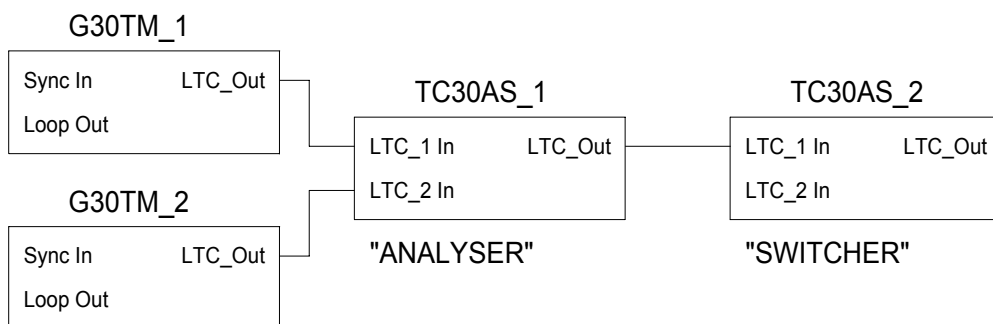 G30TM_1
Sync In LTC_Out
Loop Out
TC30AS_1
LTC_1 In LTC_Out
LTC_2 In
"ANALYSER"
TC30AS_2
LTC_1 In LTC_Out
LTC_2 In
"SWITCHER"
G30TM_2
Sync In LTC_Out
Loop Out